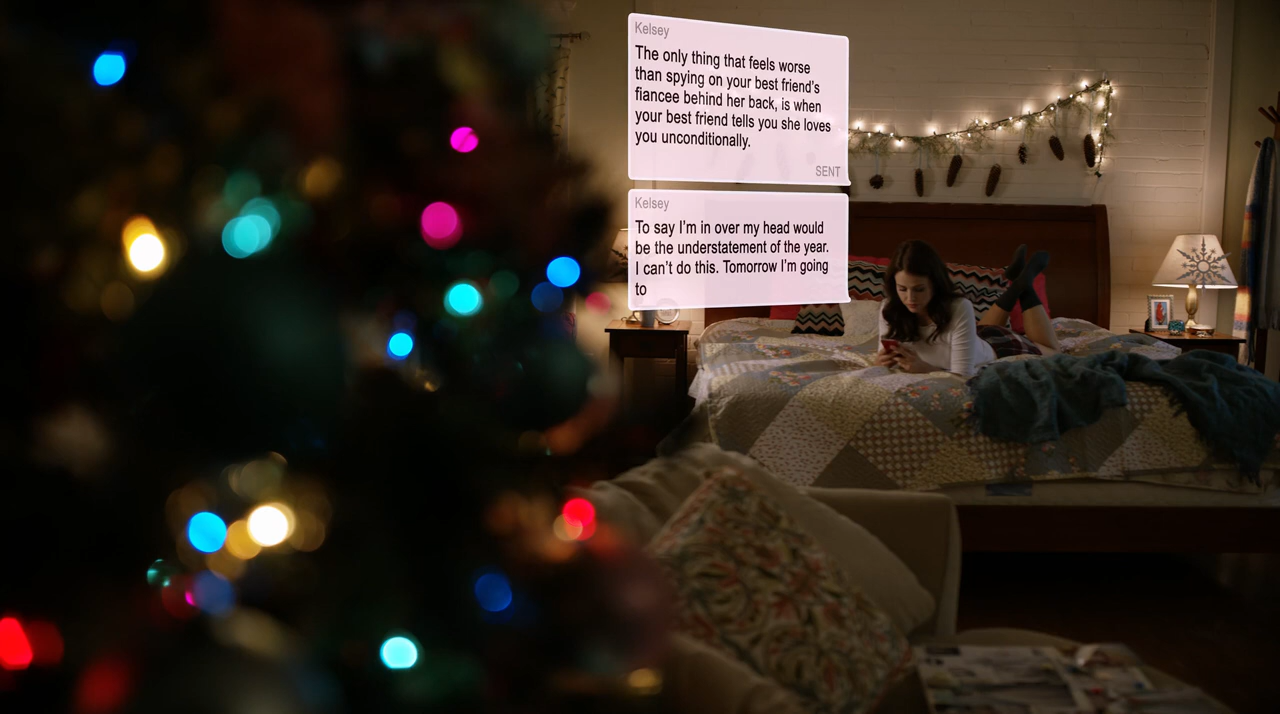 Kelsey
The only thing that feels worse
than spying on your best friend's
fiancee behind her back, is when
your best friend tells you she loves
you unconditionally.
SENT
Kelsey
To say I'm in over my head would
be the understatement of the year.
I can't do this. Tomorrow I'm going
to